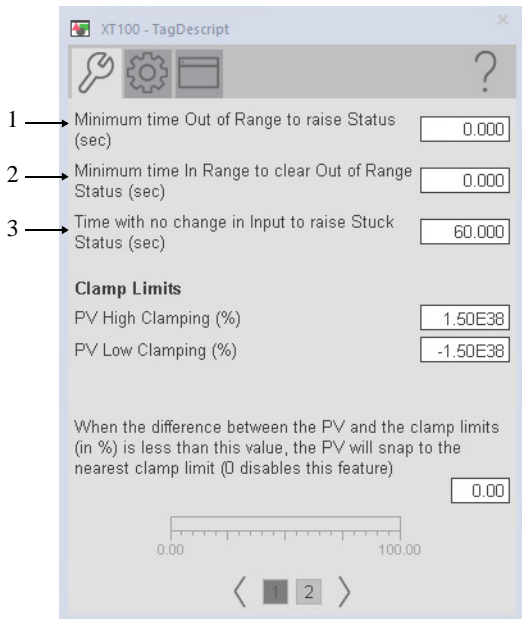 XT100 - TagDescript
×
?
1
Minimum time Out of Range to raise Status
(sec)
0.000
2
Minimum time In Range to clear Out of Range
Status (sec)
0.000
3
Time with no change in Input to raise Stuck
Status (sec)
60.000
Clamp Limits
PV High Clamping (%)
1.50E38
PV Low Clamping (%)
-1.50E38
When the difference between the PV and the clamp limits
(in %) is less than this value, the PV will snap to the
nearest clamp limit (0 disables this feature)
0.00
0.00
100.00
1
2